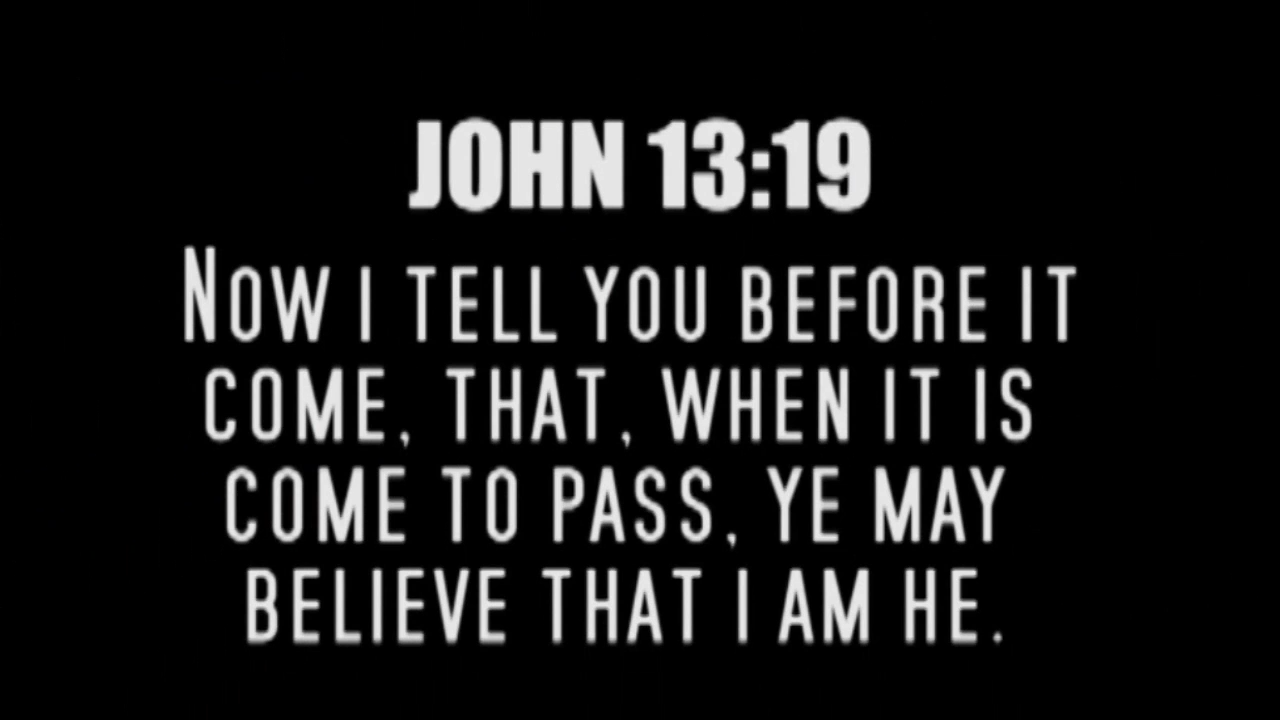 JOHN 13:19
NOW I TELL YOU BEFORE IT
COME, THAT, WHEN IT IS
COME TO PASS, YE MAY
BELIEVE THAT I AM HE.